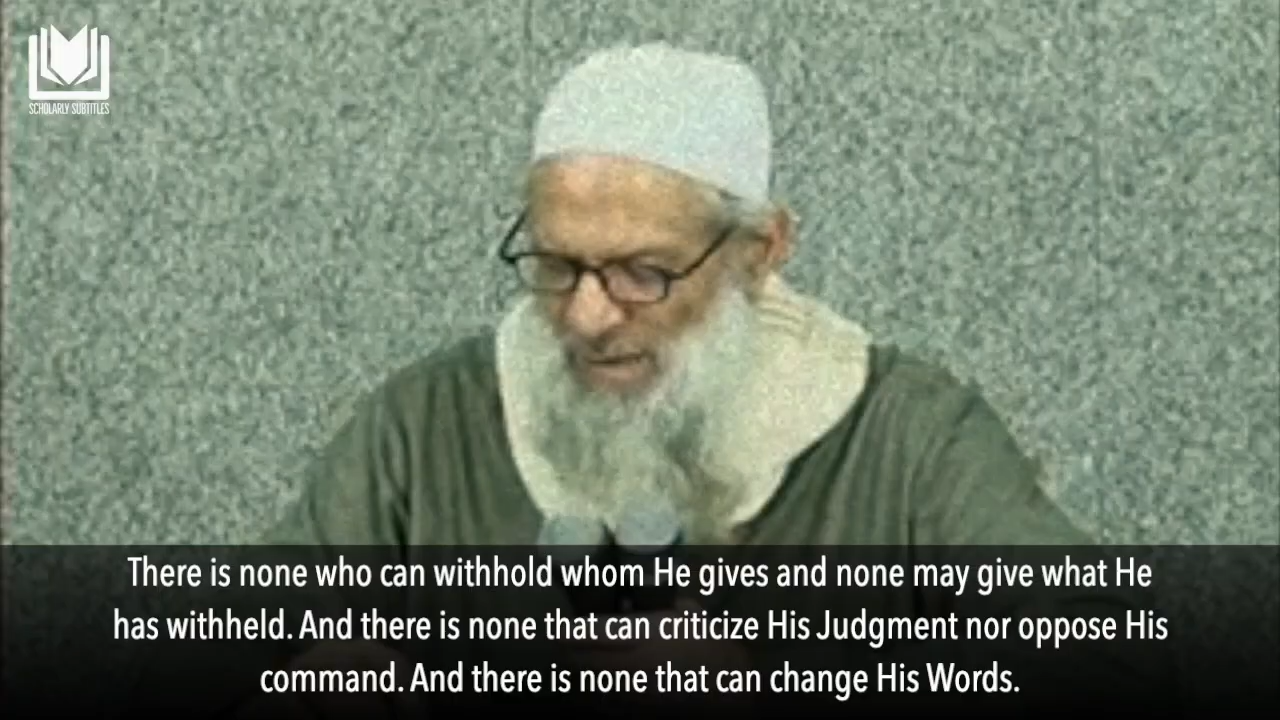 SCHOLARLY SUBTITLES
There is none who can withhold whom He gives and none may give what He
has withheld. And there is none that can criticize His Judgment nor oppose His
command. And there is none that can change His Words.